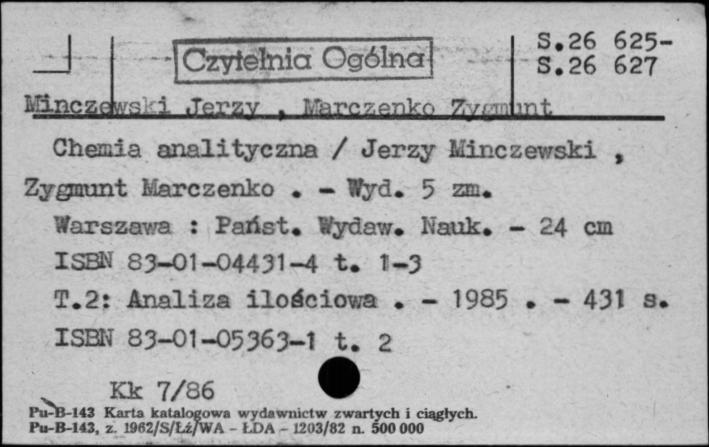 S.26 625-
Czytelnia Ogólna
S.26 627
Minczewski Jerzy , Marczenko Zygmunt
Chemia analityczna / Jerzy Minczewski ,
Zygmunt Marczenko . - Wyd. 5 zm.
Warszawa : Państ. Wydaw. Nauk. - 24 cm
ISBN 83-01-04431-4 t. 1-3
T.2: Analiza ilościowa . - 1985 . - 431 s.
ISBN 83-01-05363-1 t. 2
Kk 7/86
Pu-B-143 Karta katalogowa wydawnictw zwartych i ciągłych.
Pu-B-143, z. 1962/S/Łź/WA - ŁDA - 1203/82 n. 500 000